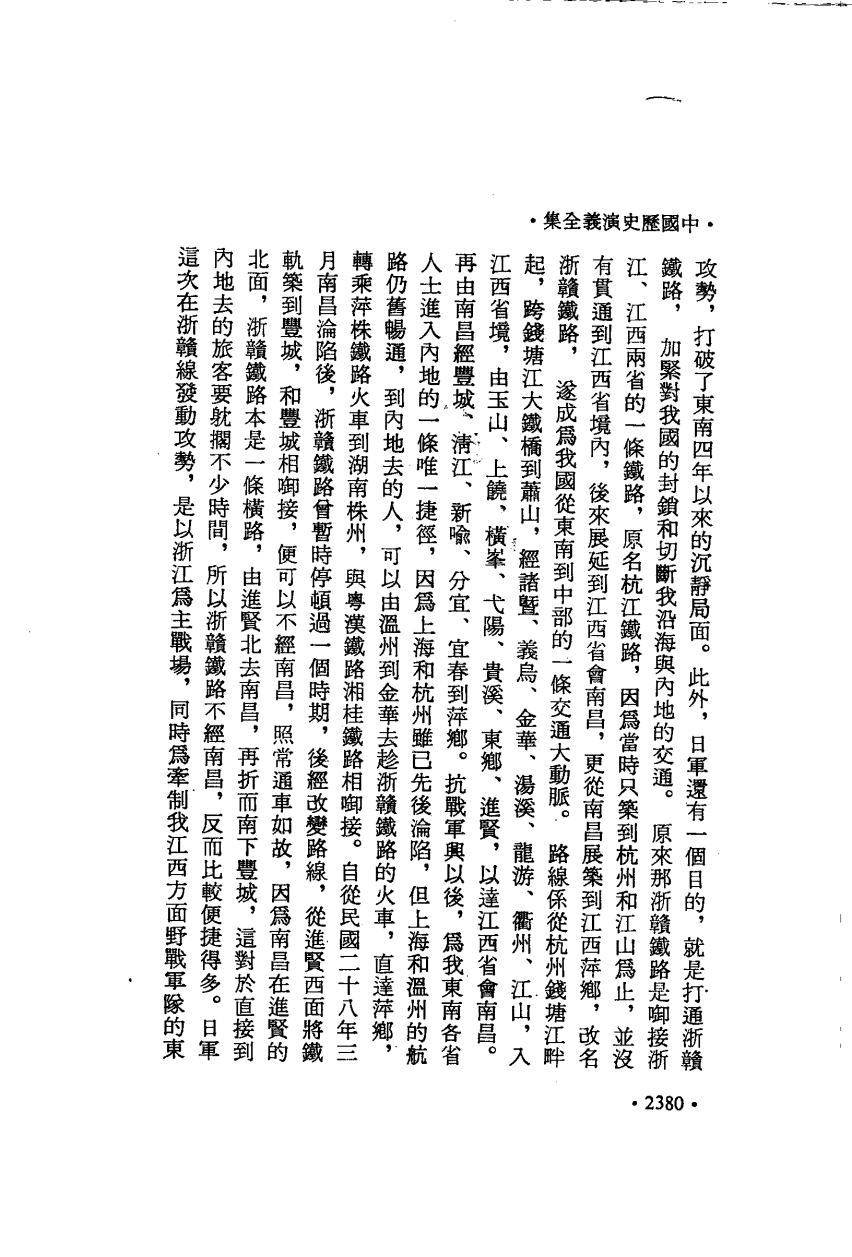 •中國歷史演義全集•
攻勢，打破了東南四年以來的沉靜局面。此外，日軍還有一個目的，就是打通浙贛
鐵路，加緊對我國的封鎖和切斷我沿海與內地的交通。原來那浙贛鐵路是啣接浙
江、江西兩省的一條鐵路，原名杭江鐵路，因爲當時只築到杭州和江山爲止，並沒
有貫通到江西省境內，後來展延到江西省會南昌，更從南昌展築到江西萍鄉，改名
浙贛鐵路，遂成爲我國從東南到中部的一條交通大動脈。路線係從杭州錢塘江畔
起，跨錢塘江大鐵橋到蕭山，經諸暨、義烏、金華、湯溪、龍游、衢州、江山，入
江西省境，由玉山、上饒、橫峯、弋陽、貴溪、東鄉、進賢，以達江西省會南昌。
再由南昌經豐城、清江、新喻、分宜、宜春到萍鄉。抗戰軍興以後，爲我東南各省
人士進入內地的一條唯一捷徑，因爲上海和杭州雖已先後淪陷，但上海和溫州的航
路仍舊暢通，到內地去的人，可以由溫州到金華去趁浙贛鐵路的火車，直達萍鄉，
轉乘萍株鐵路火車到湖南株州，與粵漢鐵路湘桂鐵路相啣接。自從民國二十八年三
月南昌淪陷後，浙贛鐵路曾暫時停頓過一個時期，後經改變路線，從進賢西面將鐵
軌築到豐城，和豐城相啣接，便可以不經南昌，照常通車如故，因爲南昌在進賢的
北面，浙贛鐵路本是一條橫路，由進賢北去南昌，再折而南下豐城，這對於直接到
內地去的旅客要躭擱不少時間，所以浙贛鐵路不經南昌，反而比較便捷得多。日軍
這次在浙贛線發動攻勢，是以浙江爲主戰場，同時爲牽制我江西方面野戰軍隊的東
•2380•